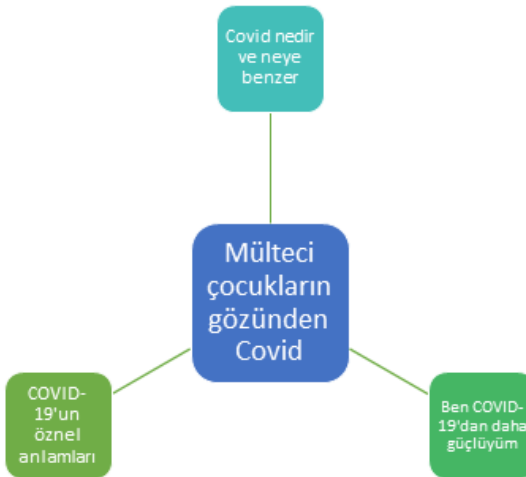 Covid nedir
ve neye
benzer
Mülteci
çocukların
gözünden
Covid
COVID-
19'un
öznel
anlamları
Ben COVID-
19'dan daha
güçlüyüm